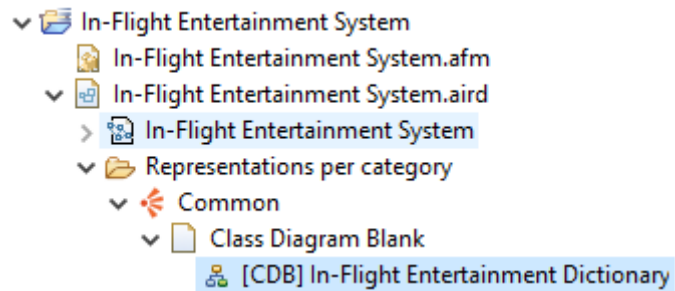 In-Flight Entertainment System
In-Flight Entertainment System.afm
In-Flight Entertainment System.aird
In-Flight Entertainment System
Representations per category
Common
Class Diagram Blank
[CDB] In-Flight Entertainment Dictionary